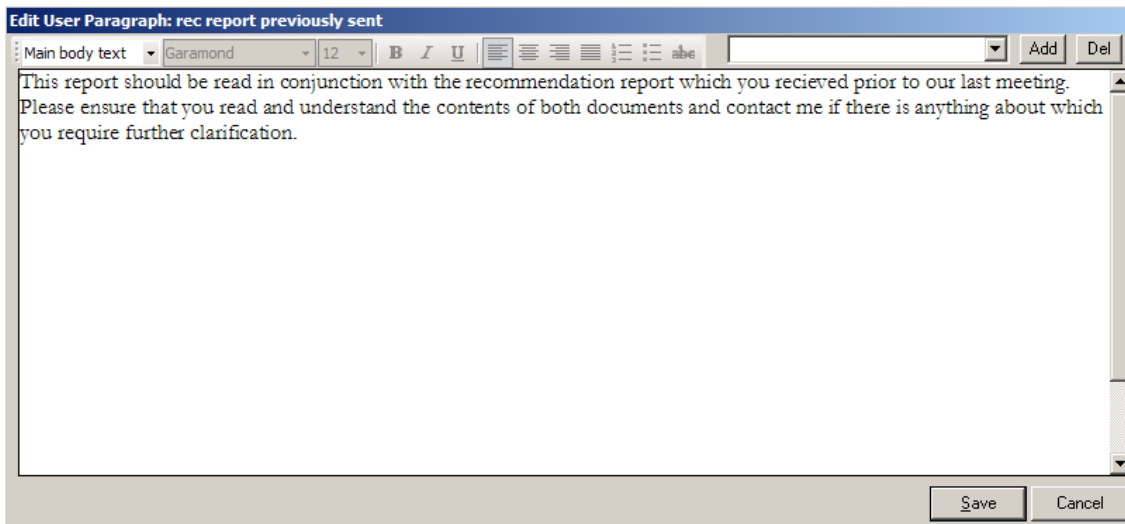 Edit User Paragraph: rec report previously sent
Main body text Garamond 12 B I U abc Add Del
This report should be read in conjunction with the recommendation report which you recieved prior to our last meeting.
Please ensure that you read and understand the contents of both documents and contact me if there is anything about which
you require further clarification.
Save Cancel